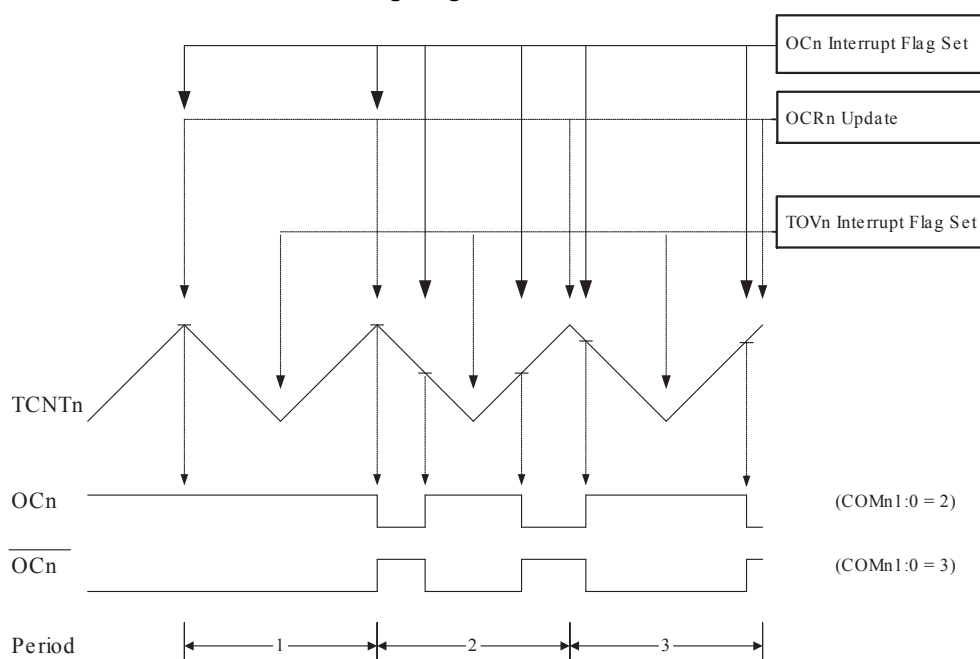 OCn Interrupt Flag Set
OCRn Update
TOVn Interrupt Flag Set
TCNTn
OCn (COMn1:0 = 2)
OCn (COMn1:0 = 3)
Period 1 2 3